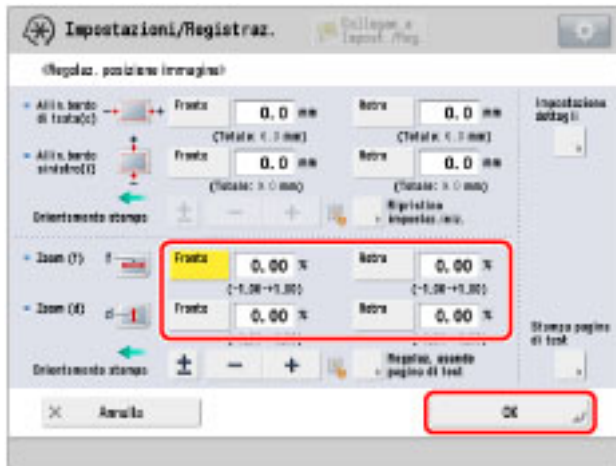 Impostazioni/Registraz.
Collegam. a
Impost./Reg.
<Regolaz. posizione immagine>
Allin. bordo
di testa(c)
Fronte
0.0 mm
Retro
0.0 mm
Impostazione
dettagli
Allin. bordo
sinistro(i)
Fronte
0.0 mm
Retro
0.0 mm
Orientamento stampa
±
−
+
Ripristina
impostaz. iniz.
Zoom (f)
Fronte
0.00 %
Retro
0.00 %
(-1.00~+1.00)
(-1.00~+1.00)
Zoom (d)
Fronte
0.00 %
Retro
0.00 %
Stampa pagina
di test
Orientamento stampa
±
−
+
Regolaz. usando
pagina di test
Annulla
OK